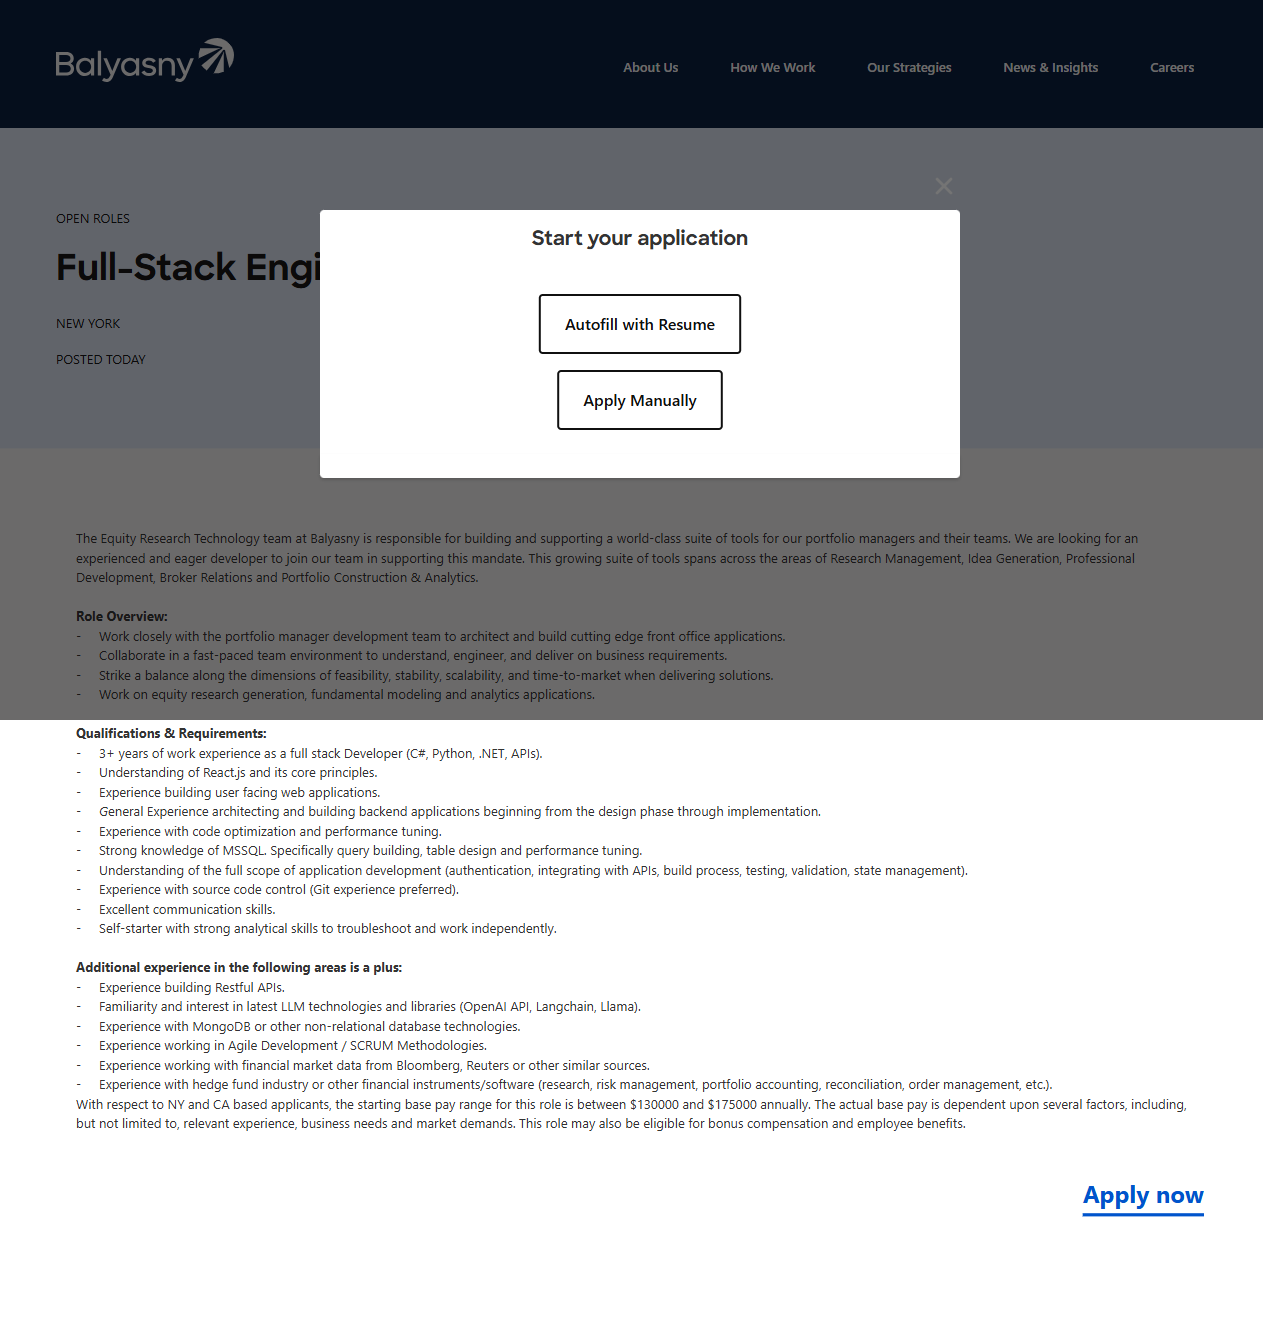 Balyasny
About Us
How We Work
Our Strategies
News & Insights
Careers
OPEN ROLES
Full-Stack Engi
NEW YORK
POSTED TODAY
Start your application
Autofill with Resume
Apply Manually
The Equity Research Technology team at Balyasny is responsible for building and supporting a world-class suite of tools for our portfolio managers and their teams. We are looking for an
experienced and eager developer to join our team in supporting this mandate. This growing suite of tools spans across the areas of Research Management, Idea Generation, Professional
Development, Broker Relations and Portfolio Construction & Analytics.
Role Overview:
- Work closely with the portfolio manager development team to architect and build cutting edge front office applications.
- Collaborate in a fast-paced team environment to understand, engineer, and deliver on business requirements.
- Strike a balance along the dimensions of feasibility, stability, scalability, and time-to-market when delivering solutions.
- Work on equity research generation, fundamental modeling and analytics applications.
Qualifications & Requirements:
- 3+ years of work experience as a full stack Developer (C#, Python, .NET, APIs).
- Understanding of React.js and its core principles.
- Experience building user facing web applications.
- General Experience architecting and building backend applications beginning from the design phase through implementation.
- Experience with code optimization and performance tuning.
- Strong knowledge of MSSQL. Specifically query building, table design and performance tuning.
- Understanding of the full scope of application development (authentication, integrating with APIs, build process, testing, validation, state management).
- Experience with source code control (Git experience preferred).
- Excellent communication skills.
- Self-starter with strong analytical skills to troubleshoot and work independently.
Additional experience in the following areas is a plus:
- Experience building Restful APIs.
- Familiarity and interest in latest LLM technologies and libraries (OpenAI API, Langchain, Llama).
- Experience with MongoDB or other non-relational database technologies.
- Experience working in Agile Development / SCRUM Methodologies.
- Experience working with financial market data from Bloomberg, Reuters or other similar sources.
- Experience with hedge fund industry or other financial instruments/software (research, risk management, portfolio accounting, reconciliation, order management, etc.).
With respect to NY and CA based applicants, the starting base pay range for this role is between $130000 and $175000 annually. The actual base pay is dependent upon several factors, including,
but not limited to, relevant experience, business needs and market demands. This role may also be eligible for bonus compensation and employee benefits.
Apply now